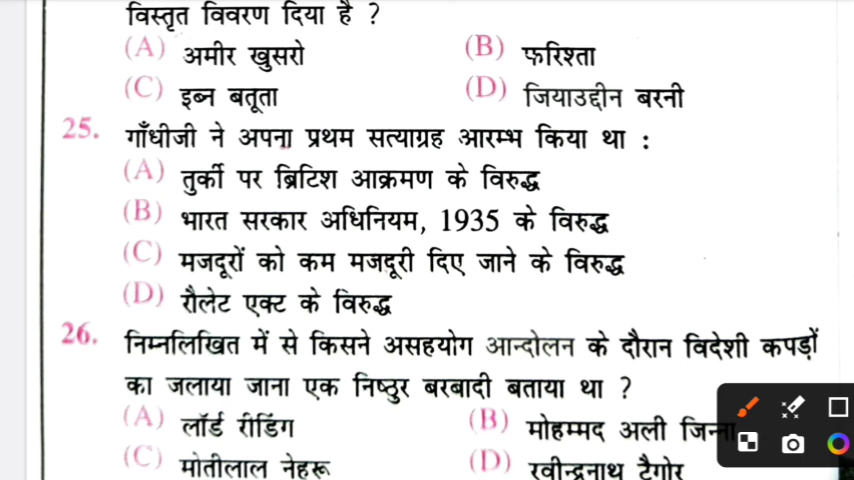 विस्तृत विवरण दिया है ?
(A) अमीर खुसरो (B) फरिश्ता
(C) इब्न बतूता (D) जियाउद्दीन बरनी
25. गाँधीजी ने अपना प्रथम सत्याग्रह आरम्भ किया था :
(A) तुर्की पर ब्रिटिश आक्रमण के विरुद्ध
(B) भारत सरकार अधिनियम, 1935 के विरुद्ध
(C) मजदूरों को कम मजदूरी दिए जाने के विरुद्ध
(D) रौलेट एक्ट के विरुद्ध
26. निम्नलिखित में से किसने असहयोग आन्दोलन के दौरान विदेशी कपड़ों
का जलाया जाना एक निष्ठुर बरबादी बताया था ?
(A) लॉर्ड रीडिंग (B) मोहम्मद अली जिन्ना
(C) मोतीलाल नेहरू (D) रवीन्द्रनाथ टैगोर